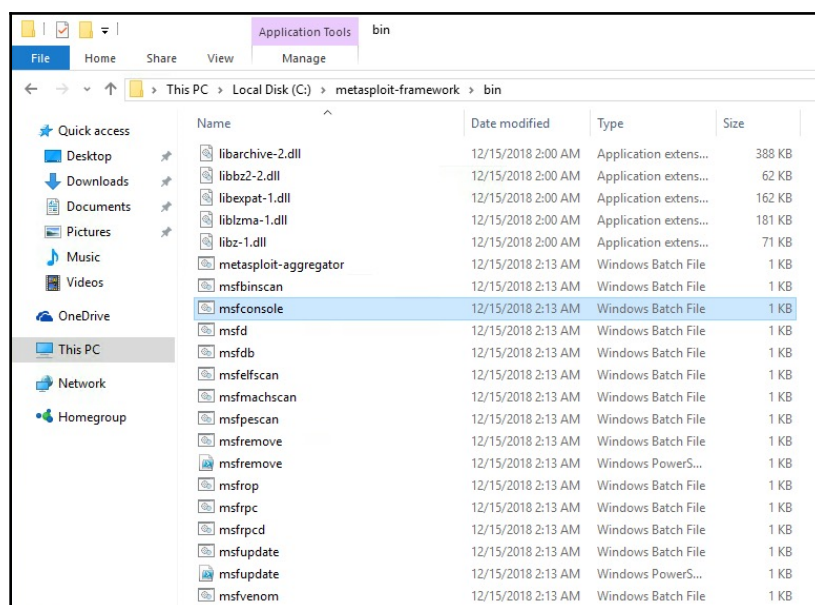 Application Tools bin
File Home Share View Manage
This PC > Local Disk (C:) > metasploit-framework > bin
Name Date modified Type Size
Quick access
Desktop
Downloads
Documents
Pictures
Music
Videos
OneDrive
This PC
Network
Homegroup
libarchive-2.dll 12/15/2018 2:00 AM Application extens... 388 KB
libbz2-2.dll 12/15/2018 2:00 AM Application extens... 62 KB
libexpat-1.dll 12/15/2018 2:00 AM Application extens... 162 KB
liblzma-1.dll 12/15/2018 2:00 AM Application extens... 181 KB
libz-1.dll 12/15/2018 2:00 AM Application extens... 71 KB
metasploit-aggregator 12/15/2018 2:13 AM Windows Batch File 1 KB
msfbinscan 12/15/2018 2:13 AM Windows Batch File 1 KB
msfconsole 12/15/2018 2:13 AM Windows Batch File 1 KB
msfd 12/15/2018 2:13 AM Windows Batch File 1 KB
msfdb 12/15/2018 2:13 AM Windows Batch File 1 KB
msfelfscan 12/15/2018 2:13 AM Windows Batch File 1 KB
msfmachscan 12/15/2018 2:13 AM Windows Batch File 1 KB
msfpescan 12/15/2018 2:13 AM Windows Batch File 1 KB
msfremove 12/15/2018 2:13 AM Windows Batch File 1 KB
msfremove 12/15/2018 2:13 AM Windows PowerS... 1 KB
msfrop 12/15/2018 2:13 AM Windows Batch File 1 KB
msfrpc 12/15/2018 2:13 AM Windows Batch File 1 KB
msfrpcd 12/15/2018 2:13 AM Windows Batch File 1 KB
msfupdate 12/15/2018 2:13 AM Windows Batch File 1 KB
msfupdate 12/15/2018 2:13 AM Windows PowerS... 1 KB
msfvenom 12/15/2018 2:13 AM Windows Batch File 1 KB